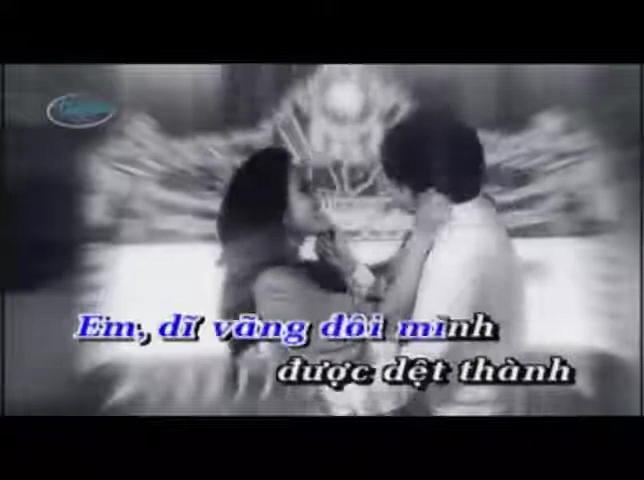 Em, dĩ vãng đôi mình
được dệt thành